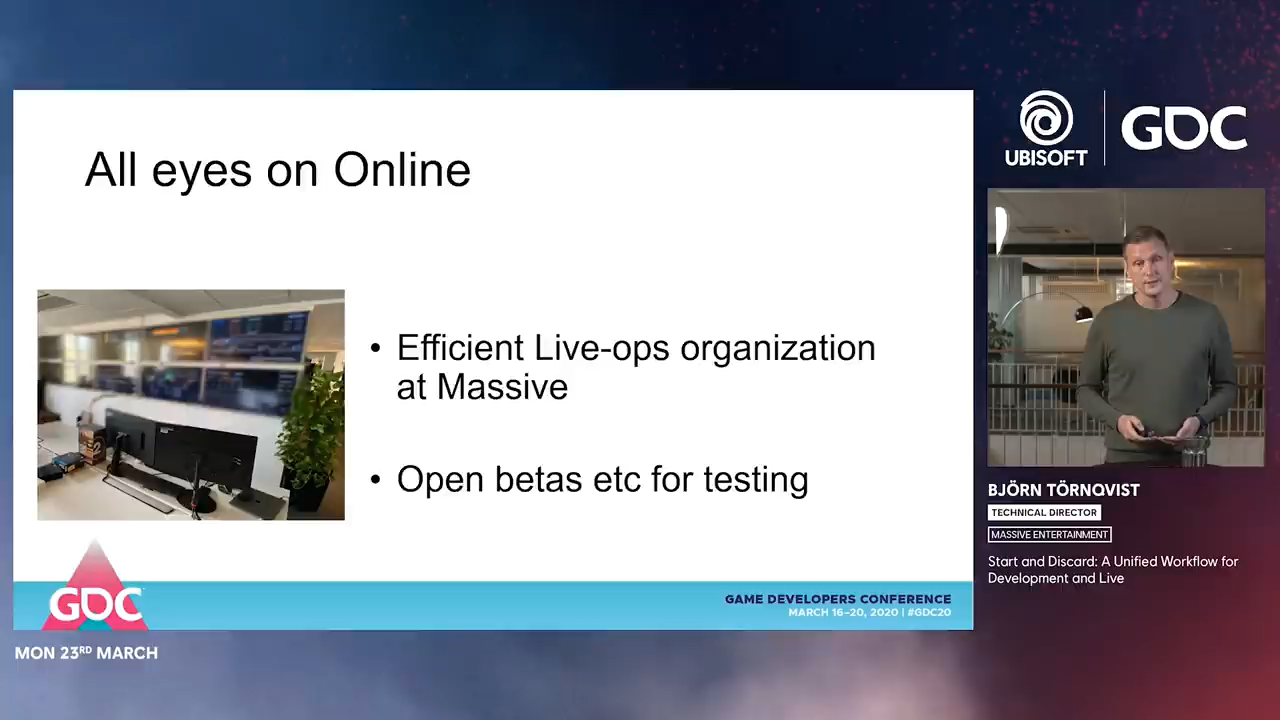 All eyes on Online
• Efficient Live-ops organization
at Massive
• Open betas etc for testing
GDC
GAME DEVELOPERS CONFERENCE
MARCH 16–20, 2020 | #GDC20
MON 23RD MARCH
UBISOFT
GDC
BJÖRN TÖRNQVIST
TECHNICAL DIRECTOR
MASSIVE ENTERTAINMENT
Start and Discard: A Unified Workflow for
Development and Live